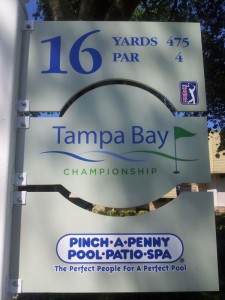 16 YARDS 475
PAR 4
Tampa Bay
CHAMPIONSHIP
PINCH•A•PENNY
POOL•PATIO•SPA®
The Perfect People For A Perfect Pool®